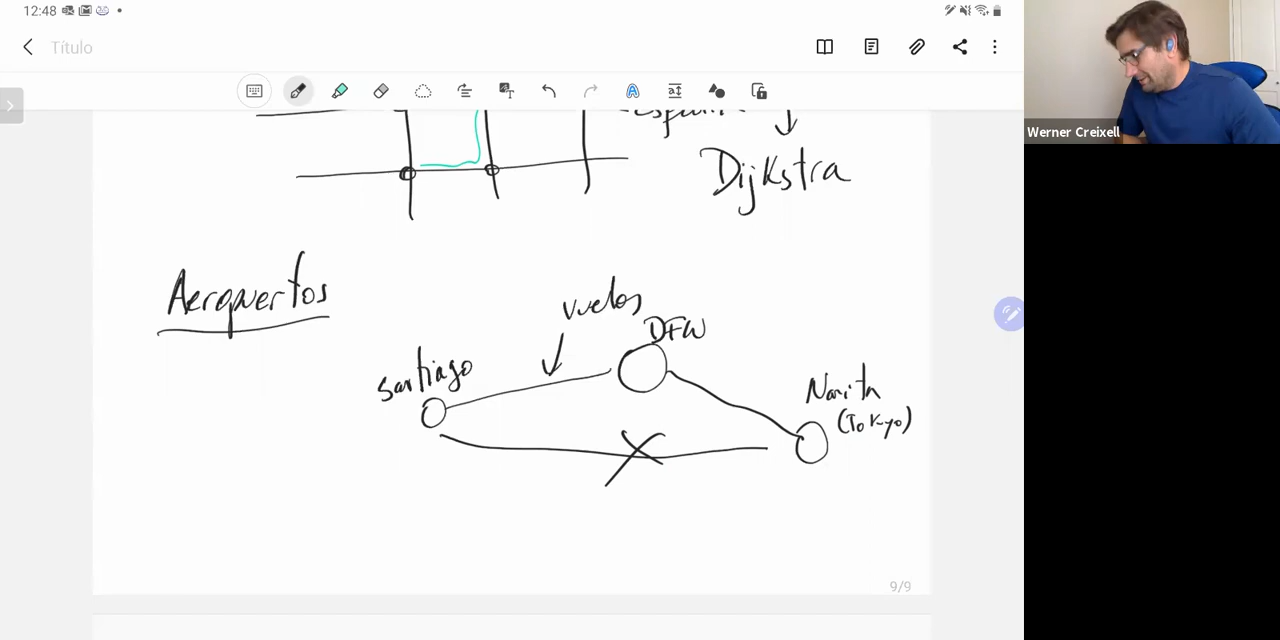 12:48
Título
Werner Creixell
Dijkstra
Aeropuertos
vuelos
DFW
Santiago
Narita
(Tokyo)
9/9